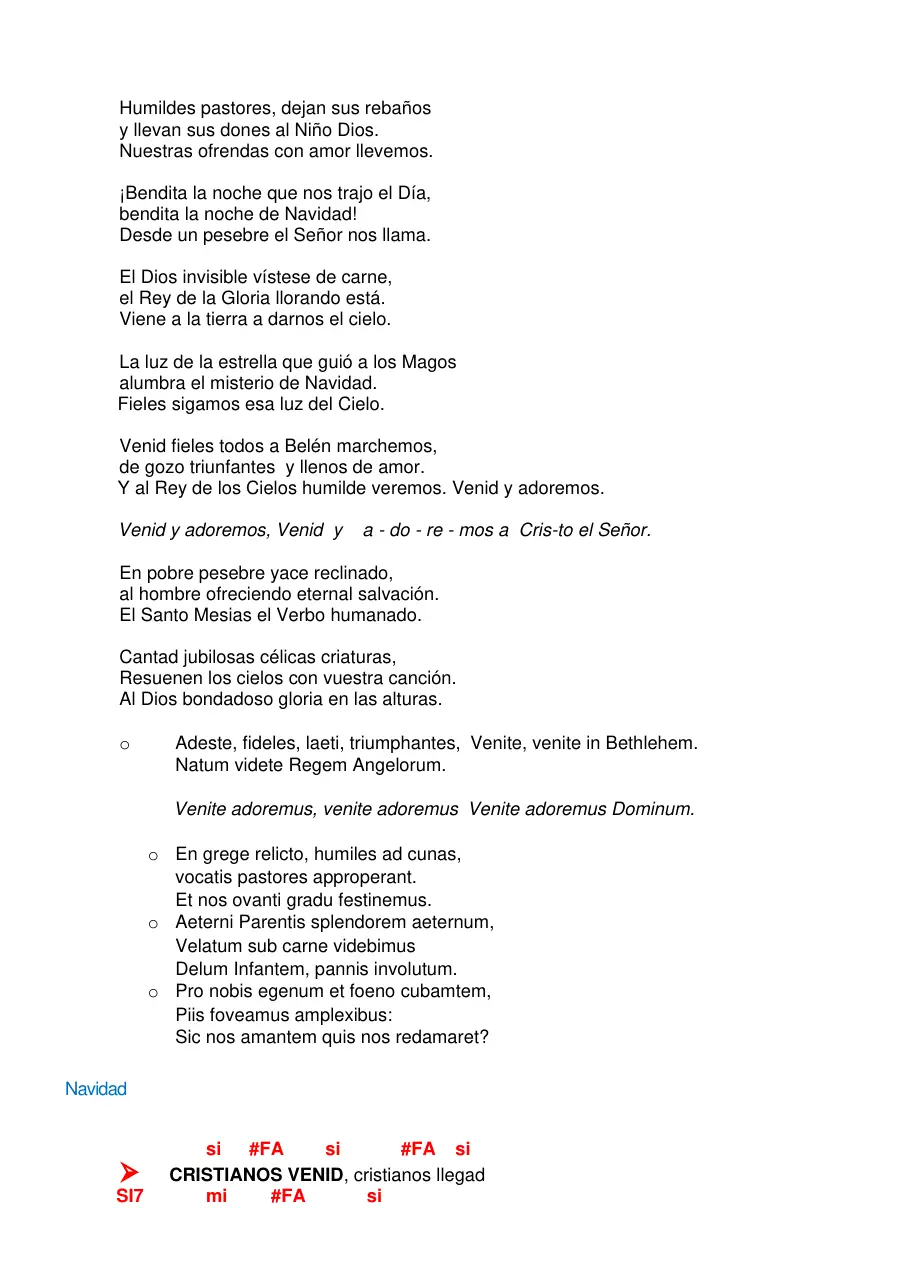 Humildes pastores, dejan sus rebaños
y llevan sus dones al Niño Dios.
Nuestras ofrendas con amor llevemos.
¡Bendita la noche que nos trajo el Día,
bendita la noche de Navidad!
Desde un pesebre el Señor nos llama.
El Dios invisible vístese de carne,
el Rey de la Gloria llorando está.
Viene a la tierra a darnos el cielo.
La luz de la estrella que guió a los Magos
alumbra el misterio de Navidad.
Fieles sigamos esa luz del Cielo.
Venid fieles todos a Belén marchemos,
de gozo triunfantes  y llenos de amor.
Y al Rey de los Cielos humilde veremos. Venid y adoremos.
Venid y adoremos, Venid  y    a - do - re - mos a  Cris-to el Señor.
En pobre pesebre yace reclinado,
al hombre ofreciendo eternal salvación.
El Santo Mesias el Verbo humanado.
Cantad jubilosas célicas criaturas,
Resuenen los cielos con vuestra canción.
Al Dios bondadoso gloria en las alturas.
o Adeste, fideles, laeti, triumphantes,  Venite, venite in Bethlehem.
Natum videte Regem Angelorum.
Venite adoremus, venite adoremus  Venite adoremus Dominum.
o En grege relicto, humiles ad cunas,
vocatis pastores approperant.
Et nos ovanti gradu festinemus.
o Aeterni Parentis splendorem aeternum,
Velatum sub carne videbimus
Delum Infantem, pannis involutum.
o Pro nobis egenum et foeno cubamtem,
Piis foveamus amplexibus:
Sic nos amantem quis nos redamaret?
Navidad
si #FA si #FA si
➢ CRISTIANOS VENID, cristianos llegad
SI7 mi #FA si